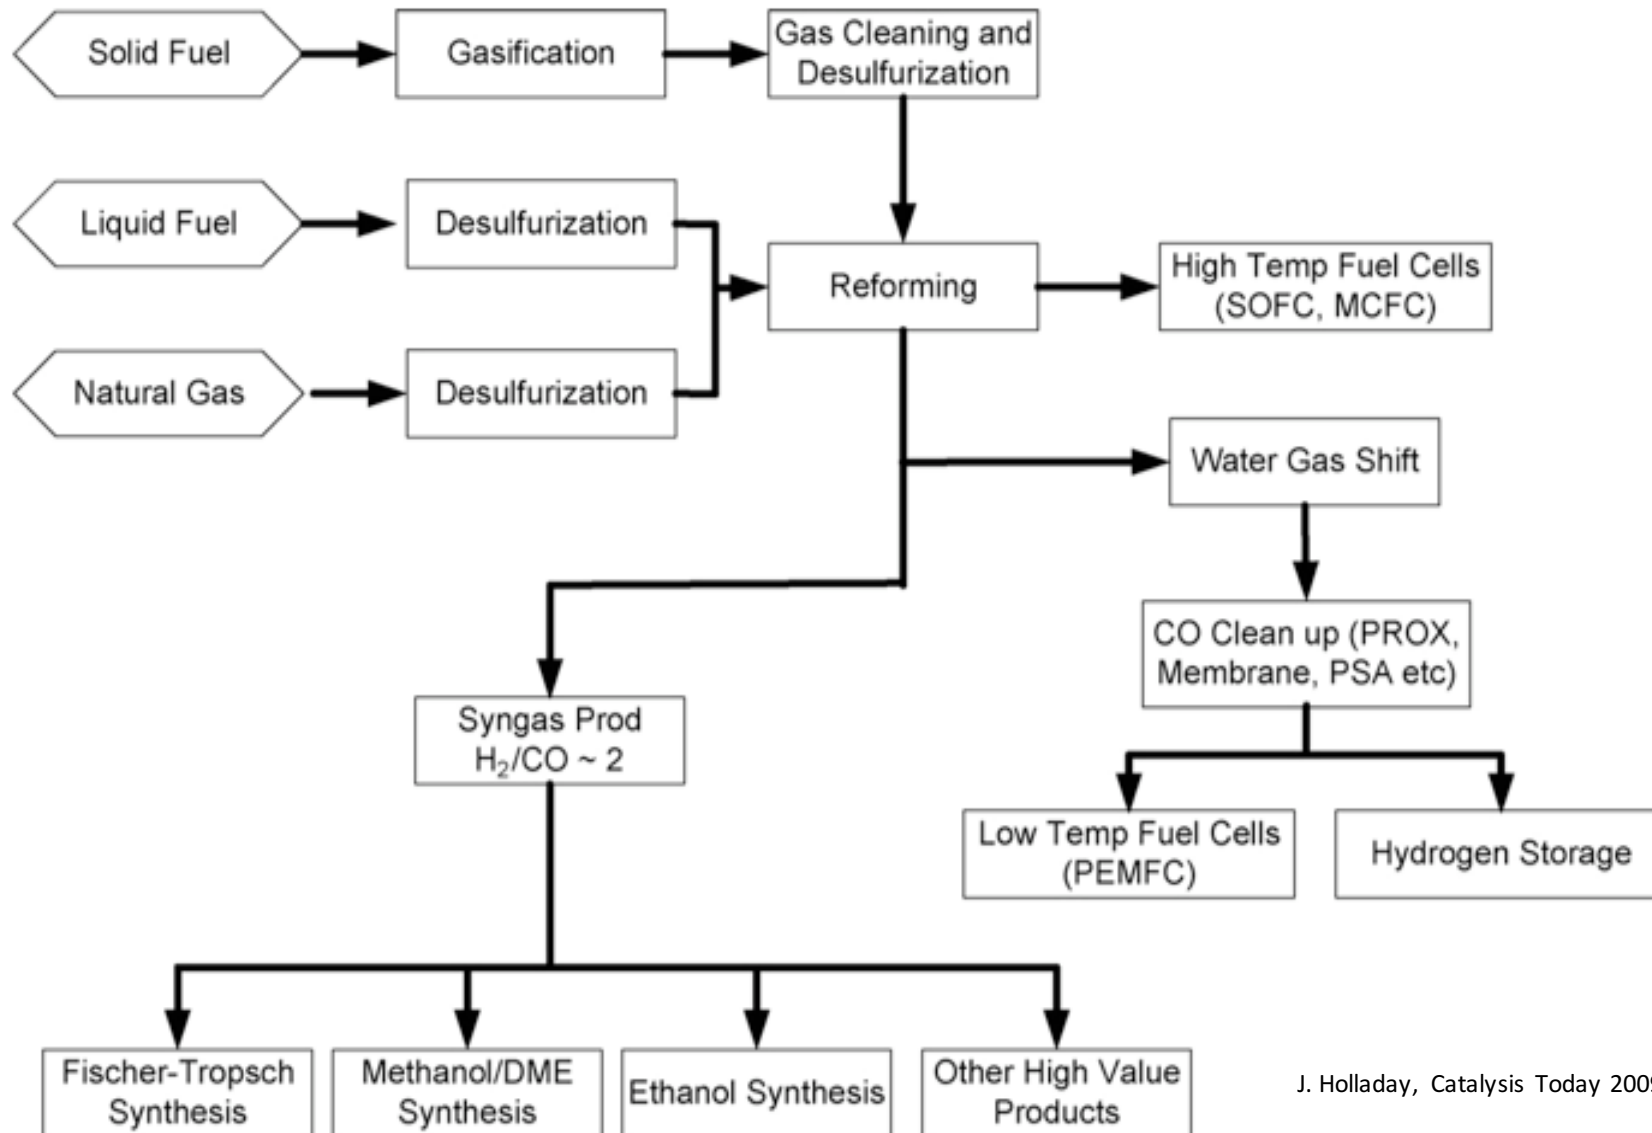 Solid Fuel
Gasification
Gas Cleaning and
Desulfurization
Liquid Fuel
Desulfurization
Reforming
High Temp Fuel Cells
(SOFC, MCFC)
Natural Gas
Desulfurization
Water Gas Shift
CO Clean up (PROX,
Membrane, PSA etc)
Syngas Prod
H₂/CO ~ 2
Low Temp Fuel Cells
(PEMFC)
Hydrogen Storage
Fischer-Tropsch
Synthesis
Methanol/DME
Synthesis
Ethanol Synthesis
Other High Value
Products
J. Holladay, Catalysis Today 2009